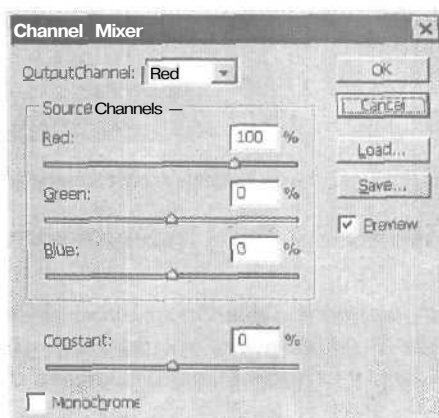 Channel Mixer
Output Channel: Red
OK
Cancel
Load...
Save...
Preview
Source Channels
Red: 100 %
Green: 0 %
Blue: 0 %
Constant: 0 %
Monochrome